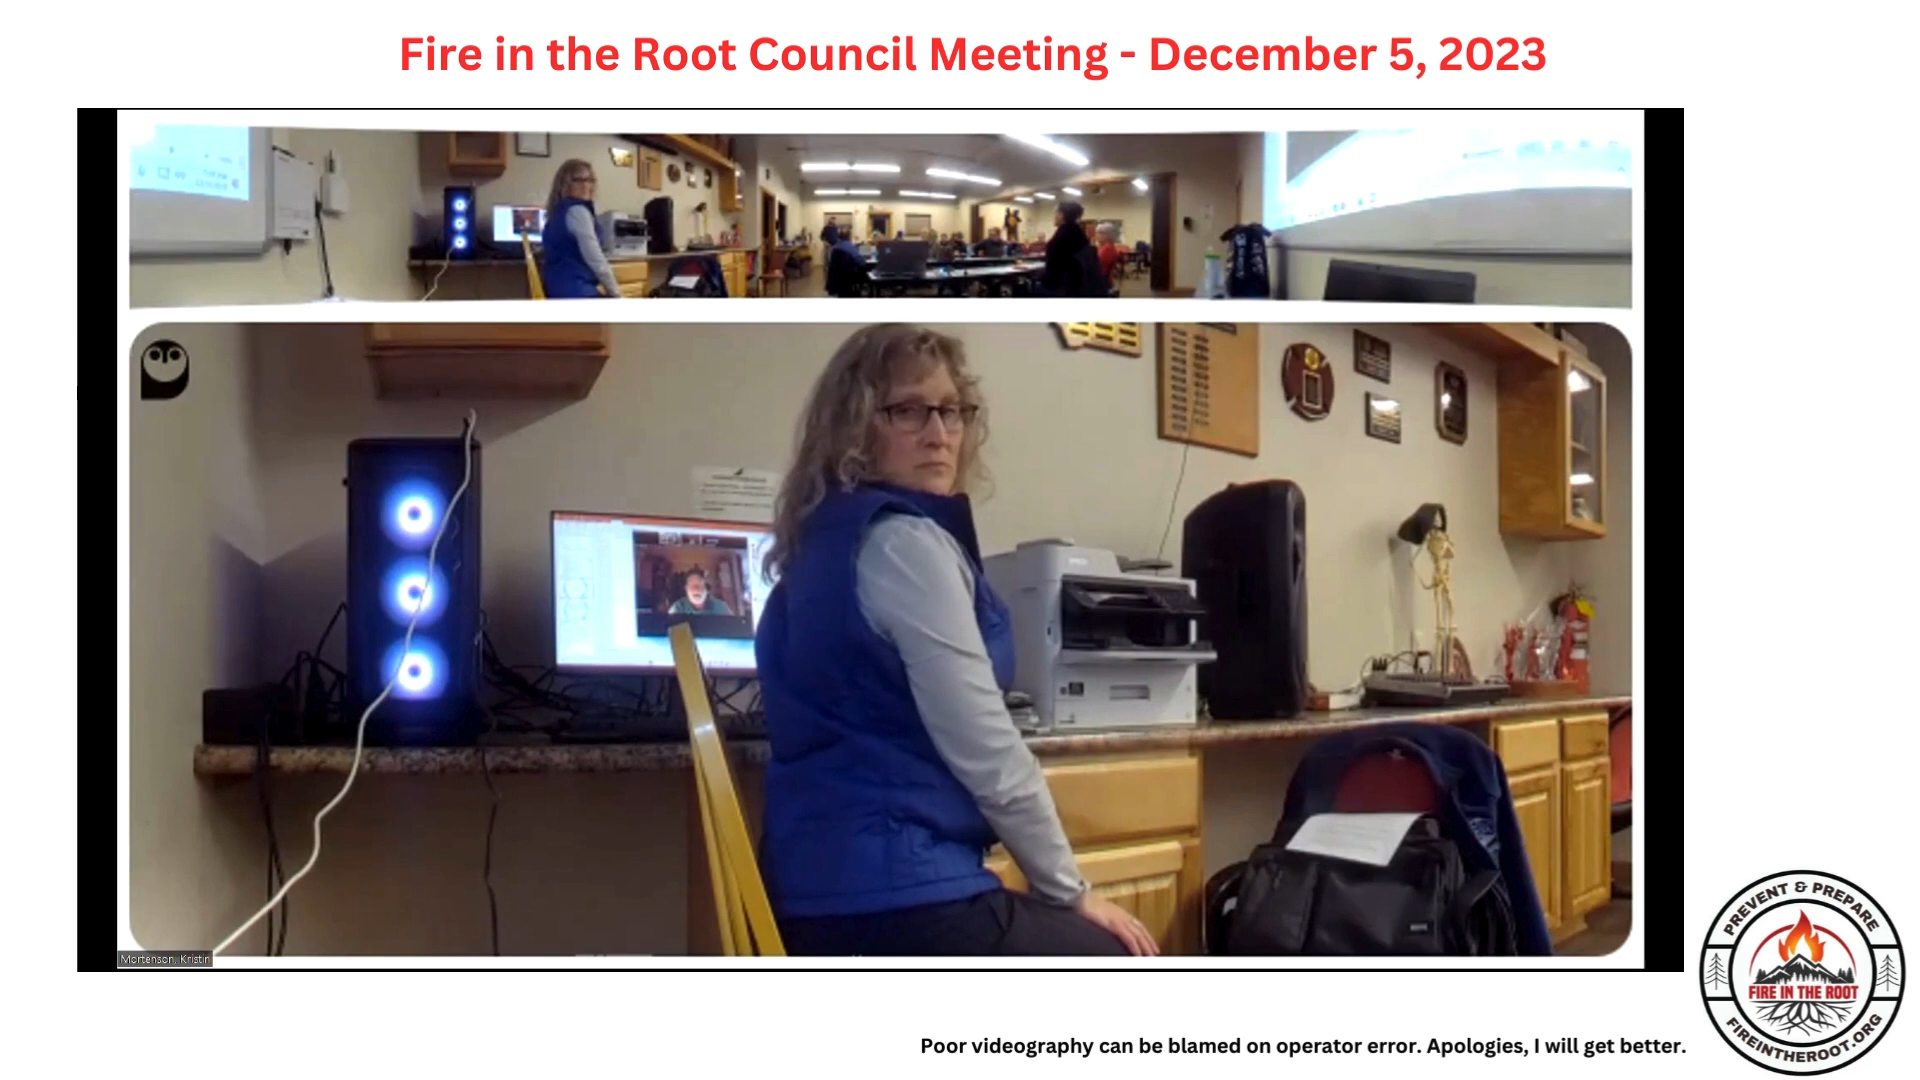 Fire in the Root Council Meeting - December 5, 2023
Mortenson, Kristin
PREVENT & PREPARE
FIRE IN THE ROOT
FIREINTHEROOT.ORG
Poor videography can be blamed on operator error. Apologies, I will get better.